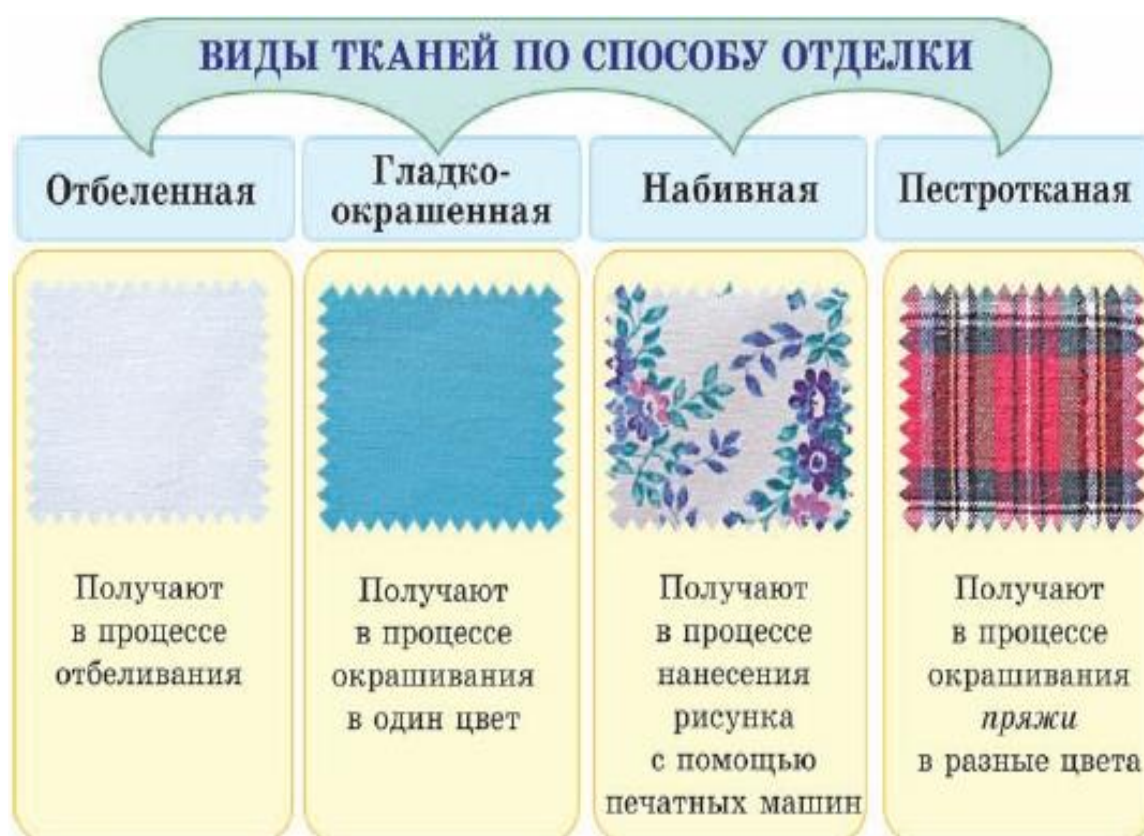 ВИДЫ ТКАНЕЙ ПО СПОСОБУ ОТДЕЛКИ
Отбеленная
Гладко-
окрашенная
Набивная
Пестротканая
Получают
в процессе
отбеливания
Получают
в процессе
окрашивания
в один цвет
Получают
в процессе
нанесения
рисунка
с помощью
печатных машин
Получают
в процессе
окрашивания
пряжи
в разные цвета